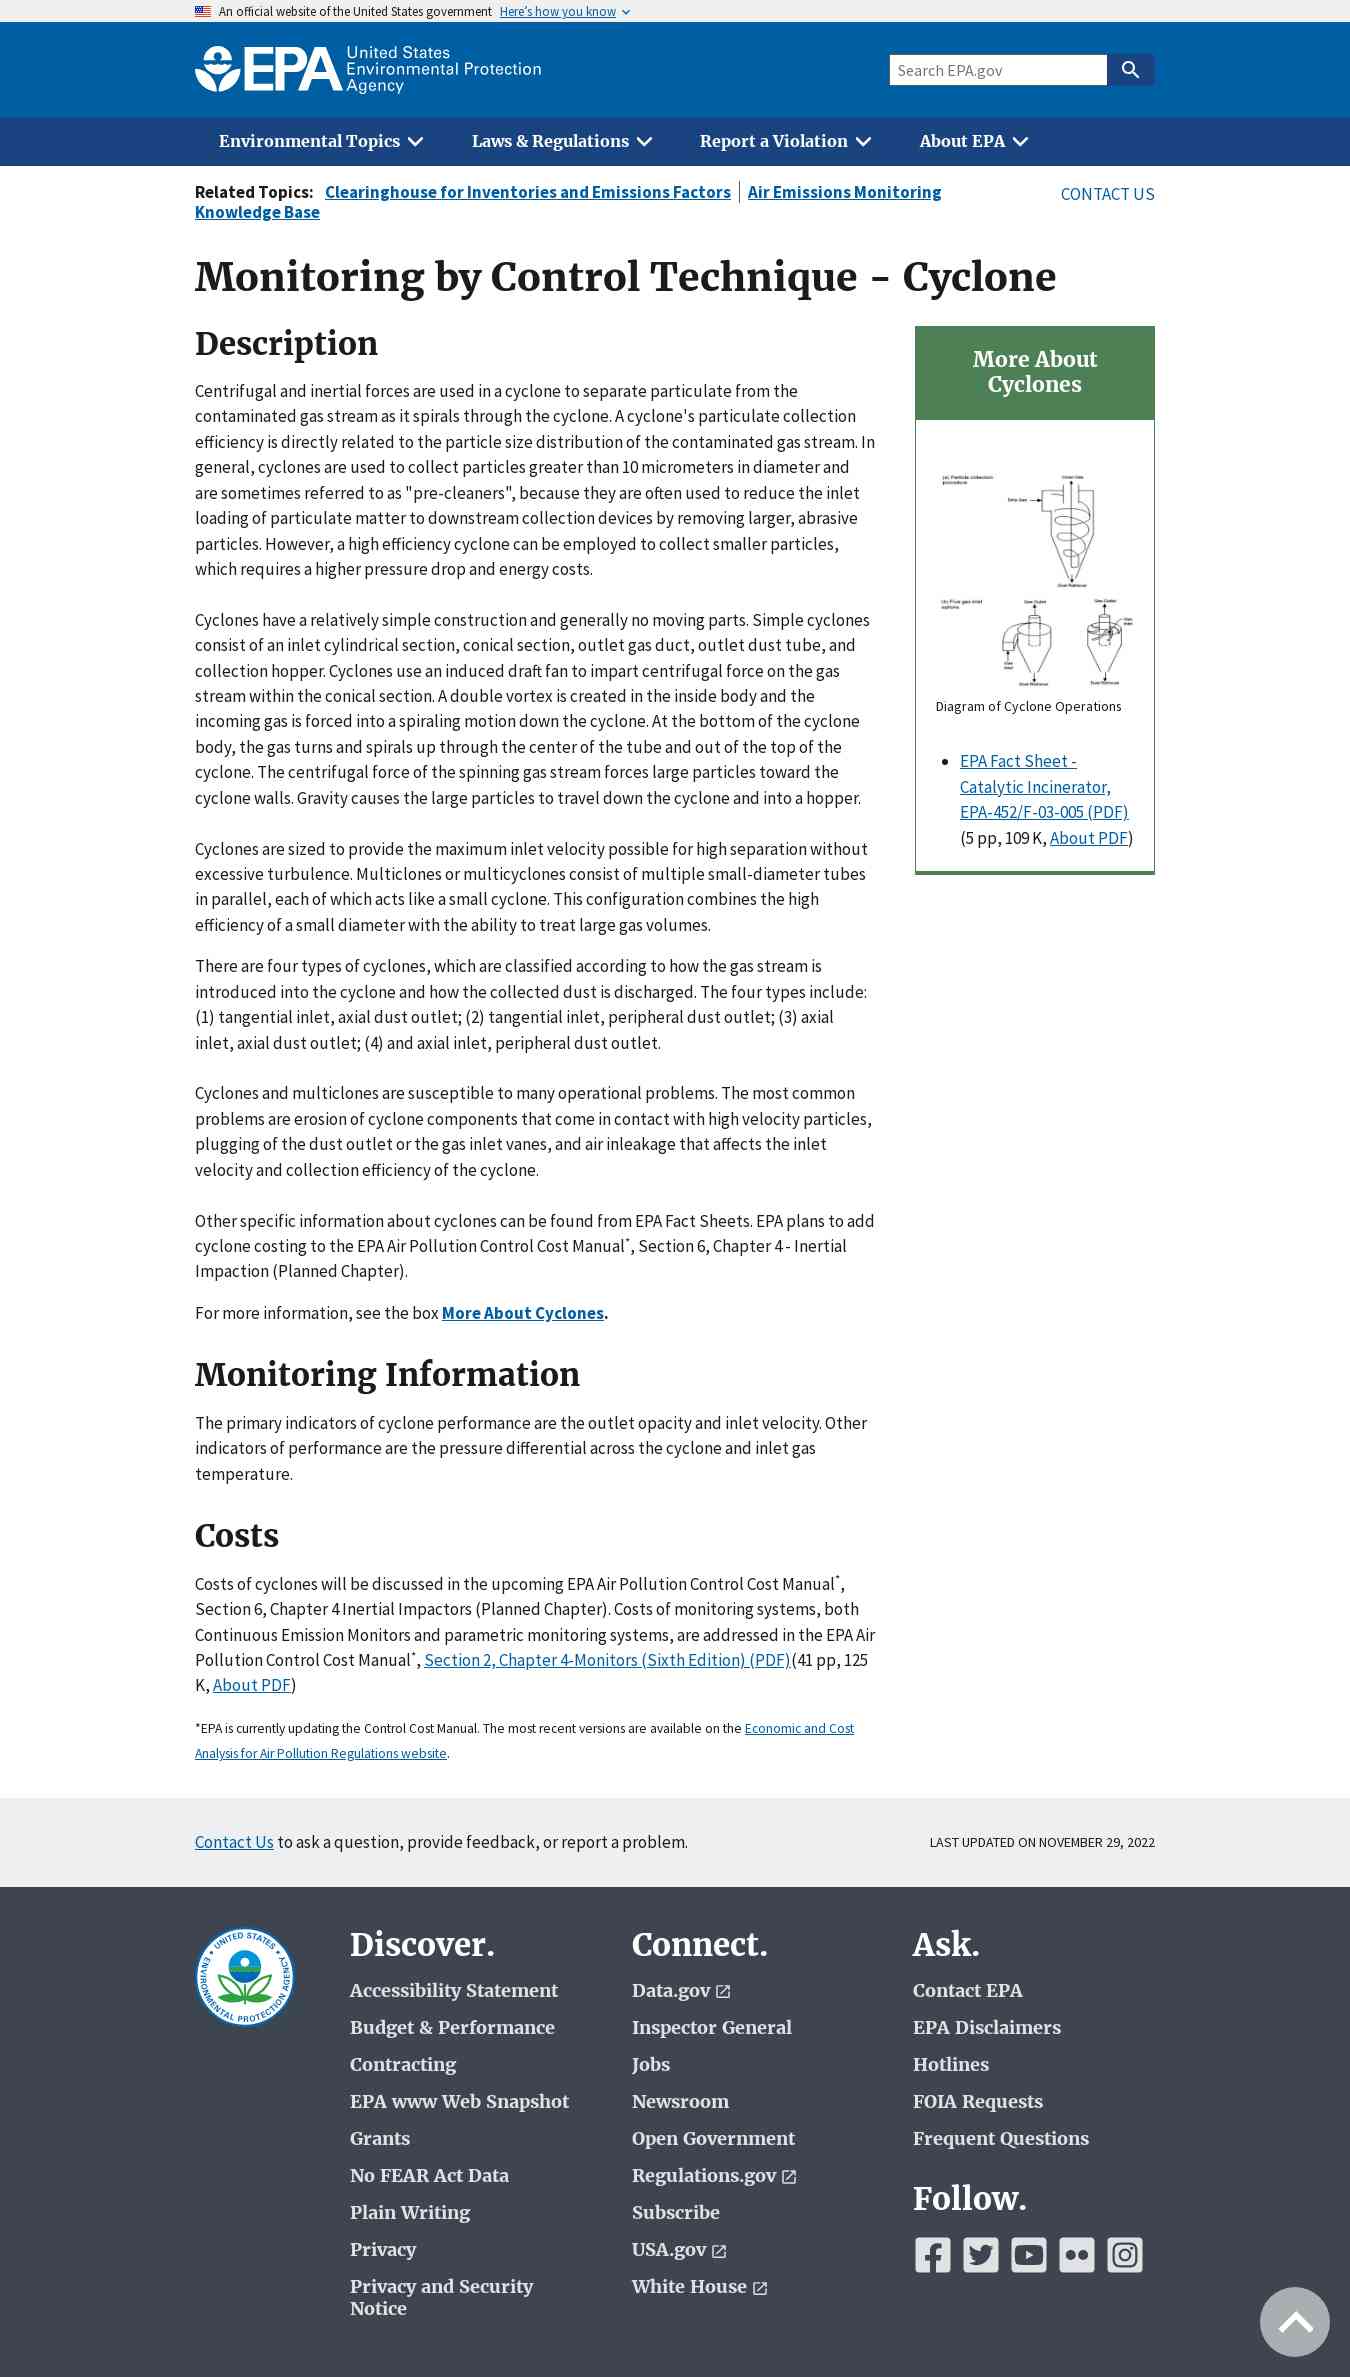 An official website of the United States government Here’s how you know
EPA United States
Environmental Protection
Agency
Search EPA.gov
Environmental Topics Laws & Regulations Report a Violation About EPA
Related Topics: Clearinghouse for Inventories and Emissions Factors Air Emissions Monitoring
Knowledge Base
CONTACT US
Monitoring by Control Technique - Cyclone
Description
Centrifugal and inertial forces are used in a cyclone to separate particulate from the
contaminated gas stream as it spirals through the cyclone. A cyclone's particulate collection
efficiency is directly related to the particle size distribution of the contaminated gas stream. In
general, cyclones are used to collect particles greater than 10 micrometers in diameter and
are sometimes referred to as "pre-cleaners", because they are often used to reduce the inlet
loading of particulate matter to downstream collection devices by removing larger, abrasive
particles. However, a high efficiency cyclone can be employed to collect smaller particles,
which requires a higher pressure drop and energy costs.
Cyclones have a relatively simple construction and generally no moving parts. Simple cyclones
consist of an inlet cylindrical section, conical section, outlet gas duct, outlet dust tube, and
collection hopper. Cyclones use an induced draft fan to impart centrifugal force on the gas
stream within the conical section. A double vortex is created in the inside body and the
incoming gas is forced into a spiraling motion down the cyclone. At the bottom of the cyclone
body, the gas turns and spirals up through the center of the tube and out of the top of the
cyclone. The centrifugal force of the spinning gas stream forces large particles toward the
cyclone walls. Gravity causes the large particles to travel down the cyclone and into a hopper.
Cyclones are sized to provide the maximum inlet velocity possible for high separation without
excessive turbulence. Multiclones or multicyclones consist of multiple small-diameter tubes
in parallel, each of which acts like a small cyclone. This configuration combines the high
efficiency of a small diameter with the ability to treat large gas volumes.
There are four types of cyclones, which are classified according to how the gas stream is
introduced into the cyclone and how the collected dust is discharged. The four types include:
(1) tangential inlet, axial dust outlet; (2) tangential inlet, peripheral dust outlet; (3) axial
inlet, axial dust outlet; (4) and axial inlet, peripheral dust outlet.
Cyclones and multiclones are susceptible to many operational problems. The most common
problems are erosion of cyclone components that come in contact with high velocity particles,
plugging of the dust outlet or the gas inlet vanes, and air inleakage that affects the inlet
velocity and collection efficiency of the cyclone.
Other specific information about cyclones can be found from EPA Fact Sheets. EPA plans to add
cyclone costing to the EPA Air Pollution Control Cost Manual*, Section 6, Chapter 4 - Inertial
Impaction (Planned Chapter).
For more information, see the box More About Cyclones.
Monitoring Information
The primary indicators of cyclone performance are the outlet opacity and inlet velocity. Other
indicators of performance are the pressure differential across the cyclone and inlet gas
temperature.
Costs
Costs of cyclones will be discussed in the upcoming EPA Air Pollution Control Cost Manual*,
Section 6, Chapter 4 Inertial Impactors (Planned Chapter). Costs of monitoring systems, both
Continuous Emission Monitors and parametric monitoring systems, are addressed in the EPA Air
Pollution Control Cost Manual*, Section 2, Chapter 4-Monitors (Sixth Edition) (PDF)(41 pp, 125
K, About PDF)
*EPA is currently updating the Control Cost Manual. The most recent versions are available on the Economic and Cost
Analysis for Air Pollution Regulations website.
More About
Cyclones
(a) Particle collection
procedure
Diagram of Cyclone Operations
EPA Fact Sheet -
Catalytic Incinerator,
EPA-452/F-03-005 (PDF)
(5 pp, 109 K, About PDF)
Contact Us to ask a question, provide feedback, or report a problem.
LAST UPDATED ON NOVEMBER 29, 2022
UNITED STATES
ENVIRONMENTAL PROTECTION AGENCY
Discover.
Accessibility Statement
Budget & Performance
Contracting
EPA www Web Snapshot
Grants
No FEAR Act Data
Plain Writing
Privacy
Privacy and Security
Notice
Connect.
Data.gov
Inspector General
Jobs
Newsroom
Open Government
Regulations.gov
Subscribe
USA.gov
White House
Ask.
Contact EPA
EPA Disclaimers
Hotlines
FOIA Requests
Frequent Questions
Follow.